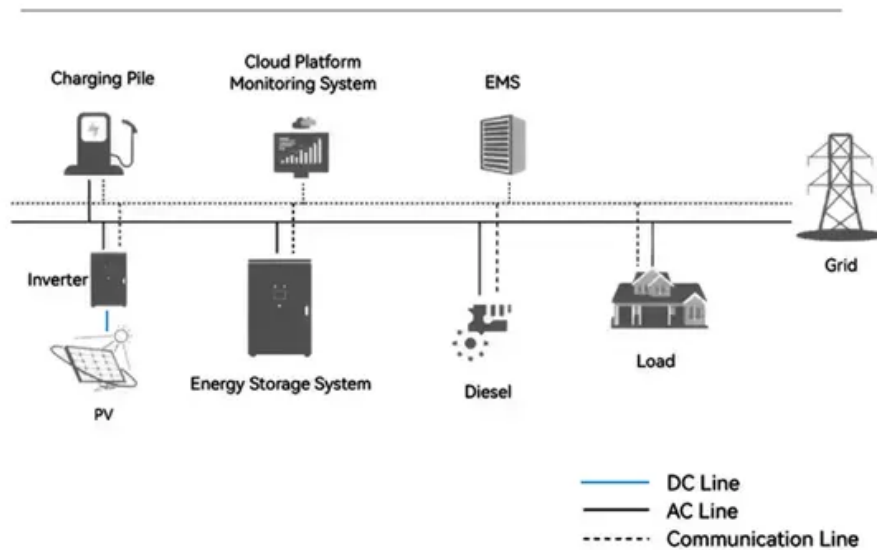 Charging Pile
Cloud Platform
Monitoring System
EMS
Grid
Inverter
PV
Energy Storage System
Diesel
Load
DC Line
AC Line
Communication Line